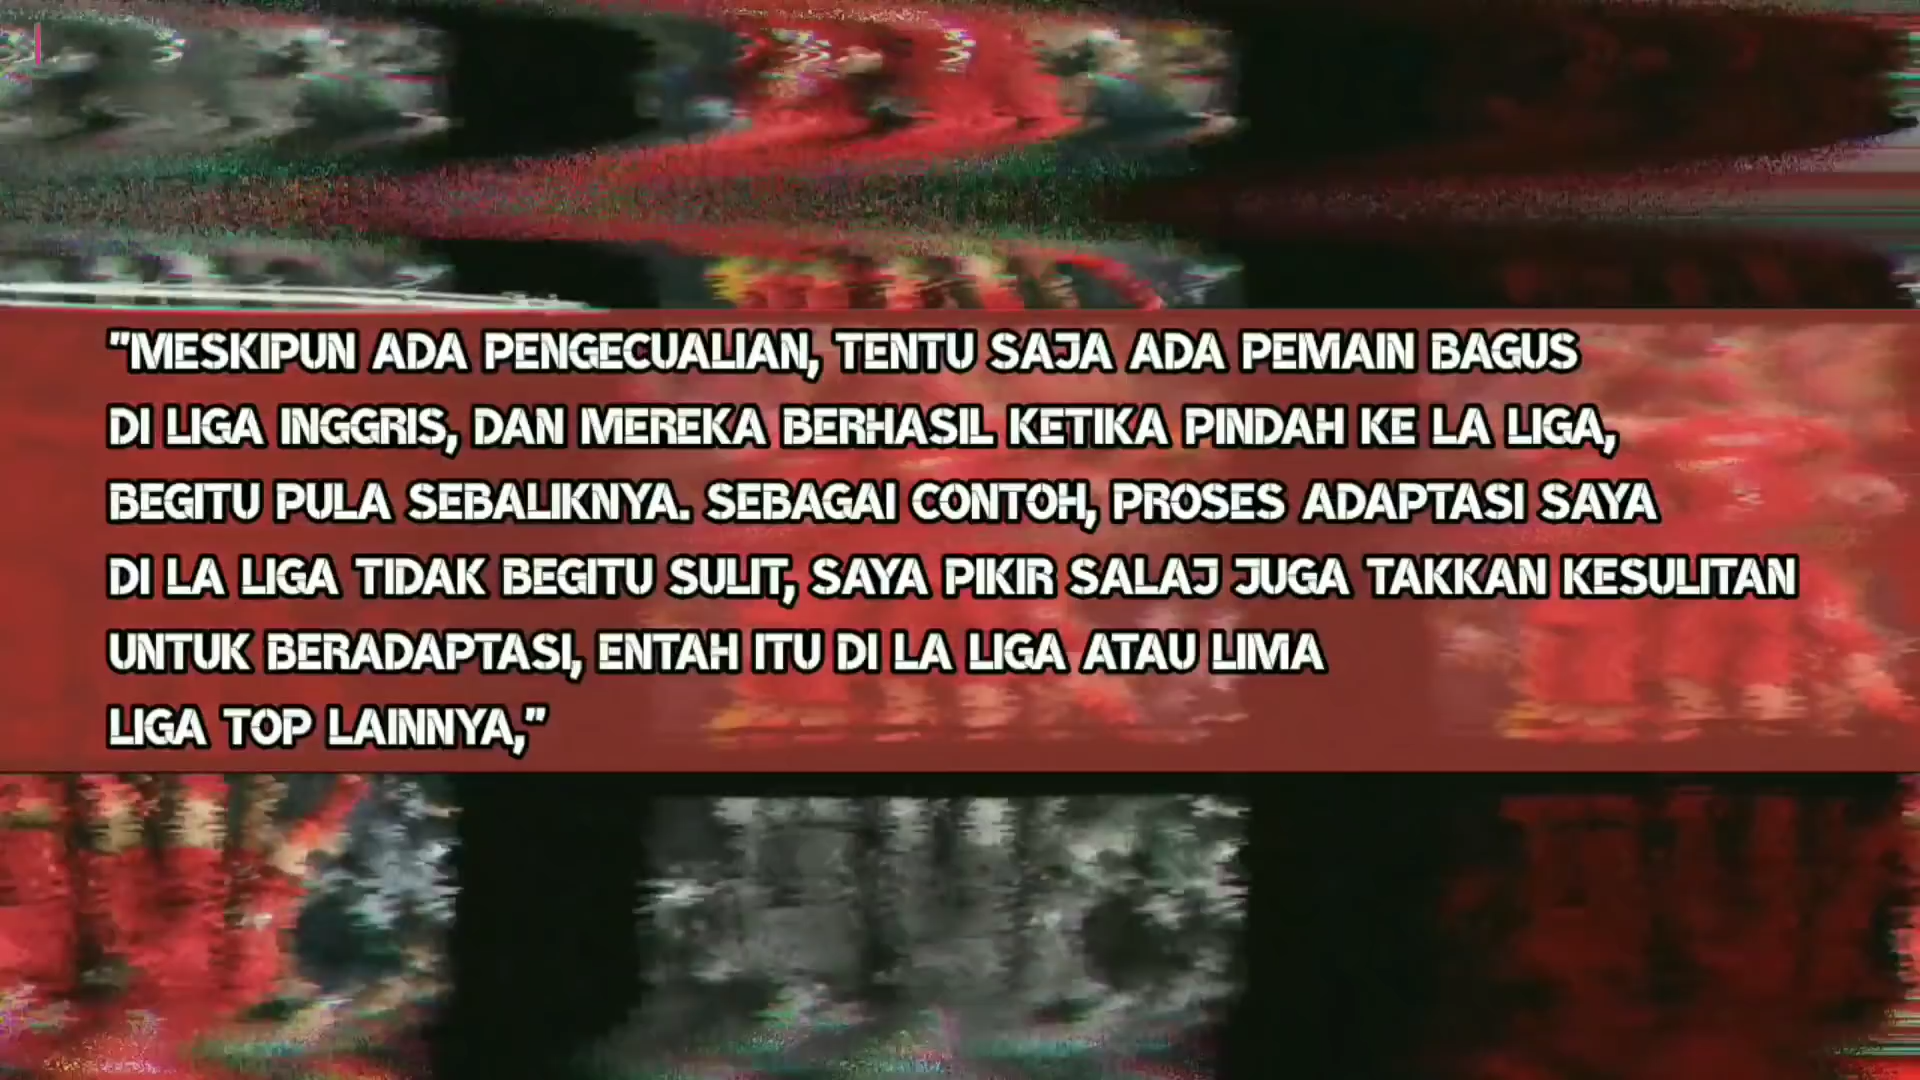 "MESKIPUN ADA PENGECUALIAN, TENTU SAJA ADA PEMAIN BAGUS
DI LIGA INGGRIS, DAN MEREKA BERHASIL KETIKA PINDAH KE LA LIGA,
BEGITU PULA SEBALIKNYA. SEBAGAI CONTOH, PROSES ADAPTASI SAYA
DI LA LIGA TIDAK BEGITU SULIT, SAYA PIKIR SALAJ JUGA TAKKAN KESULITAN
UNTUK BERADAPTASI, ENTAH ITU DI LA LIGA ATAU LIMA
LIGA TOP LAINNYA,"